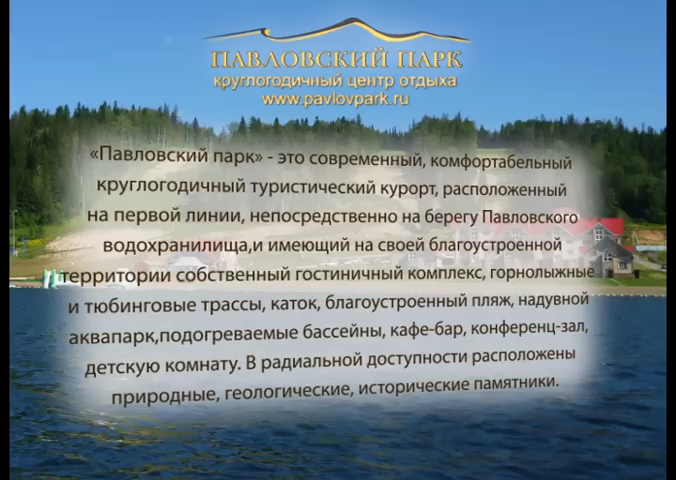 ПАВЛОВСКИЙ ПАРК
круглогодичный центр отдыха
www.pavlovpark.ru
«Павловский парк» - это современный, комфортабельный
круглогодичный туристический курорт, расположенный
на первой линии, непосредственно на берегу Павловского
водохранилища,и имеющий на своей благоустроенной
территории собственный гостиничный комплекс, горнолыжные
и тюбинговые трассы, каток, благоустроенный пляж, надувной
аквапарк,подогреваемые бассейны, кафе-бар, конференц-зал,
детскую комнату. В радиальной доступности расположены
природные, геологические, исторические памятники.